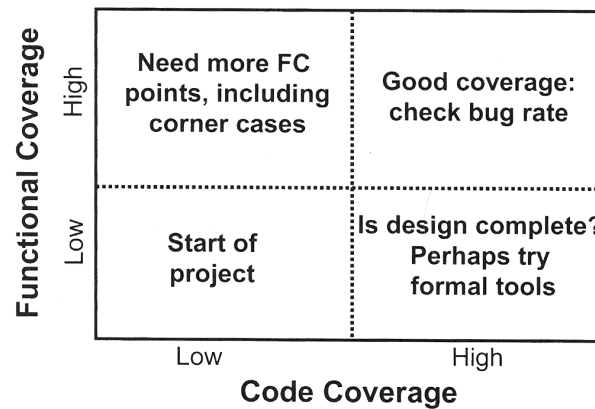 Functional Coverage
High
Low
Need more FC
points, including
corner cases
Good coverage:
check bug rate
Start of
project
Is design complete?
Perhaps try
formal tools
Low
High
Code Coverage